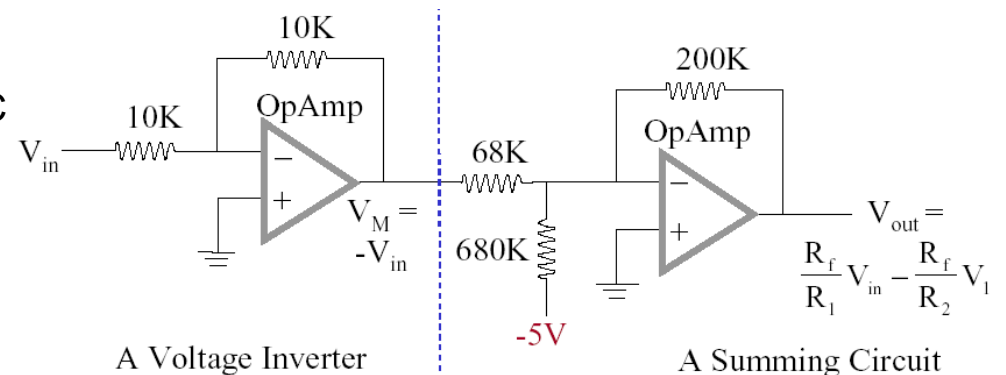 C
10K
OpAmp
10K
V_in
−
+
V_M =
-V_in
68K
680K
-5V
200K
OpAmp
−
+
V_out =
R_f/R_1 V_in − R_f/R_2 V_1
A Voltage Inverter
A Summing Circuit